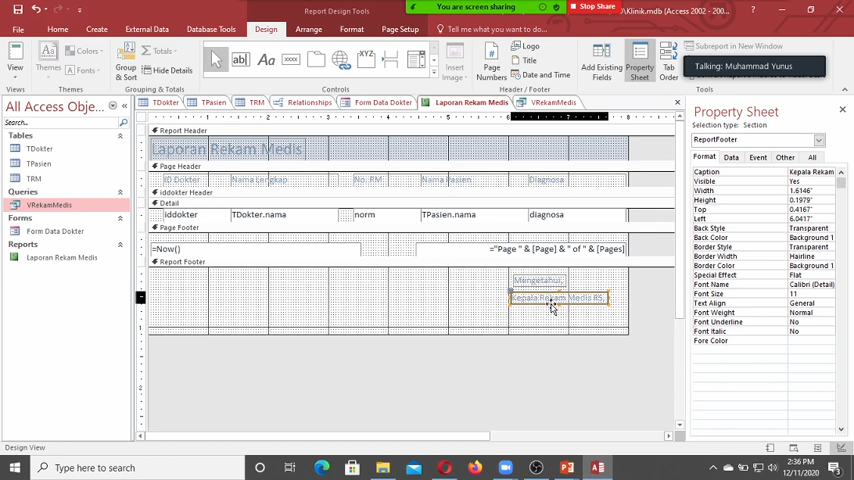 Report Design Tools
You are screen sharing
Stop Share
\Klinik.mdb (Access 2002 - 200...
File
Home
Create
External Data
Database Tools
Design
Arrange
Format
Page Setup
Tell me what you want to do...
View
Themes
Colors
Fonts
Group & Sort
Totals
Hide Details
Aa
XYZ
Insert Image
Page Numbers
Logo
Title
Date and Time
Add Existing Fields
Property Sheet
Tab Order
Subreport in New Window
Talking: Muhammad Yunus
Views
Themes
Grouping & Totals
Controls
Header / Footer
Tools
All Access Obje...
Search...
Tables
TDokter
TPasien
TRM
Queries
VRekamMedis
Forms
Form Data Dokter
Reports
Laporan Rekam Medis
TDokter
TPasien
TRM
Relationships
Form Data Dokter
Laporan Rekam Medis
VRekamMedis
Report Header
Laporan Rekam Medis
Page Header
ID Dokter
Nama Lengkap
No. RM
Nama Pasien
Diagnosa
iddokter Header
Detail
iddokter
TDokter.nama
norm
TPasien.nama
diagnosa
Page Footer
=Now()
="Page " & [Page] & " of " & [Pages]
Report Footer
Mengetahui,
Kepala Rekam Medis RS,
Property Sheet
Selection type: Section
ReportFooter
Format
Data
Event
Other
All
Caption Kepala Rekam
Visible Yes
Width 1.6146"
Height 0.1979"
Top 0.4167"
Left 6.0417"
Back Style Transparent
Back Color Background 1
Border Style Transparent
Border Width Hairline
Border Color Background 1
Special Effect Flat
Font Name Calibri (Detail)
Font Size 11
Text Align General
Font Weight Normal
Font Underline No
Font Italic No
Fore Color
Design View
Type here to search
2:36 PM
12/11/2020